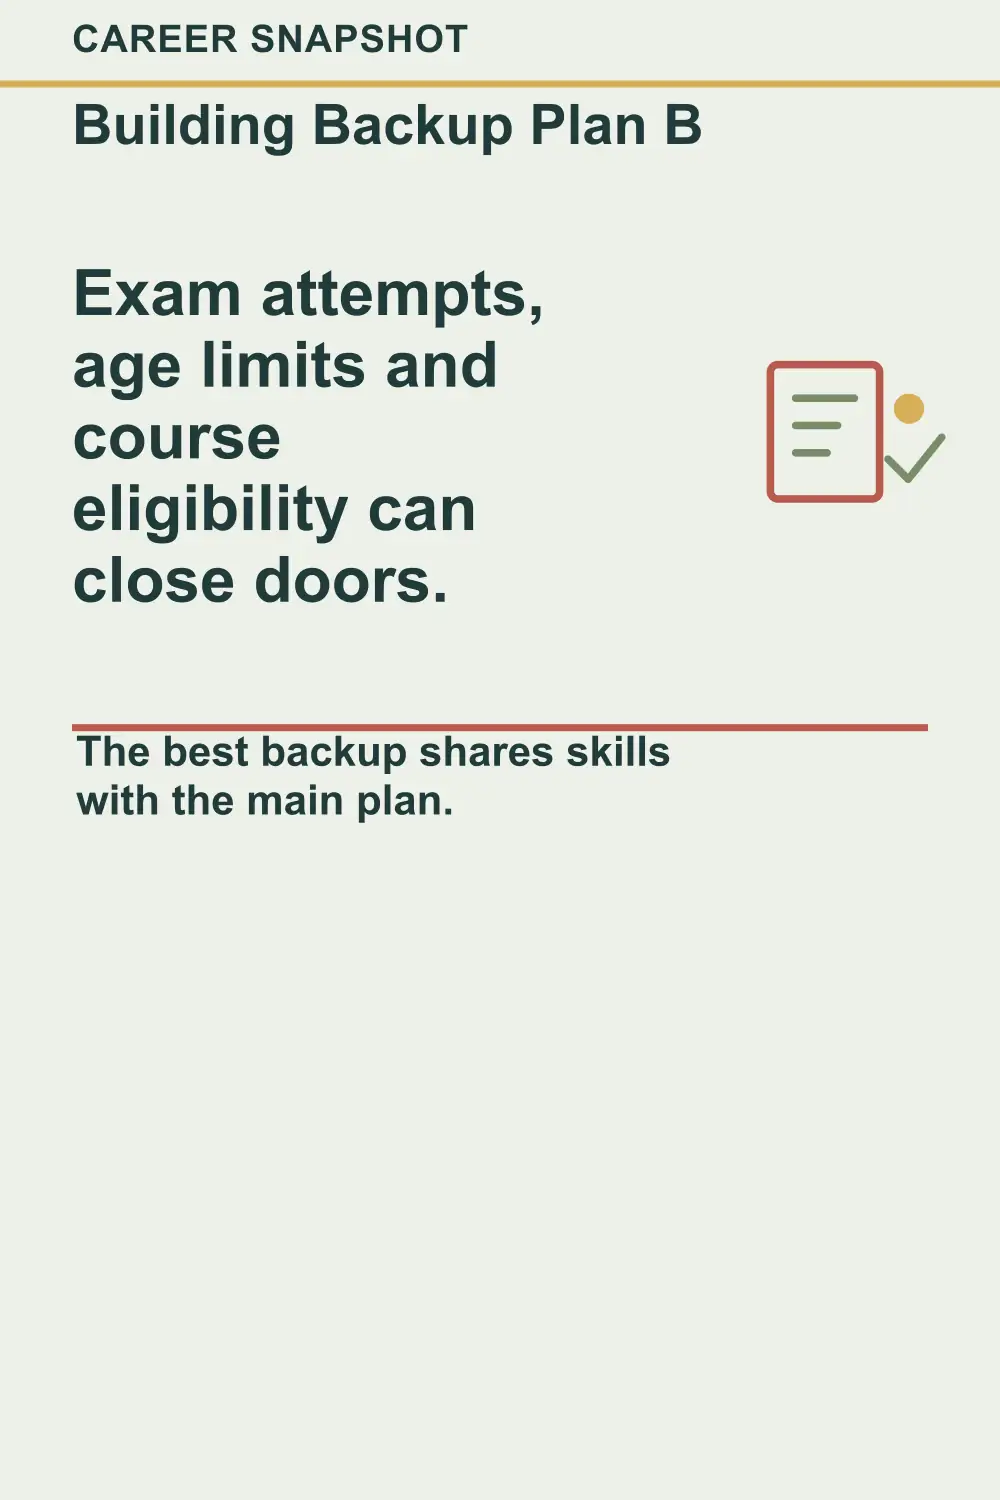 CAREER SNAPSHOT
Building Backup Plan B
Exam attempts,
age limits and
course
eligibility can
close doors.
The best backup shares skills
with the main plan.